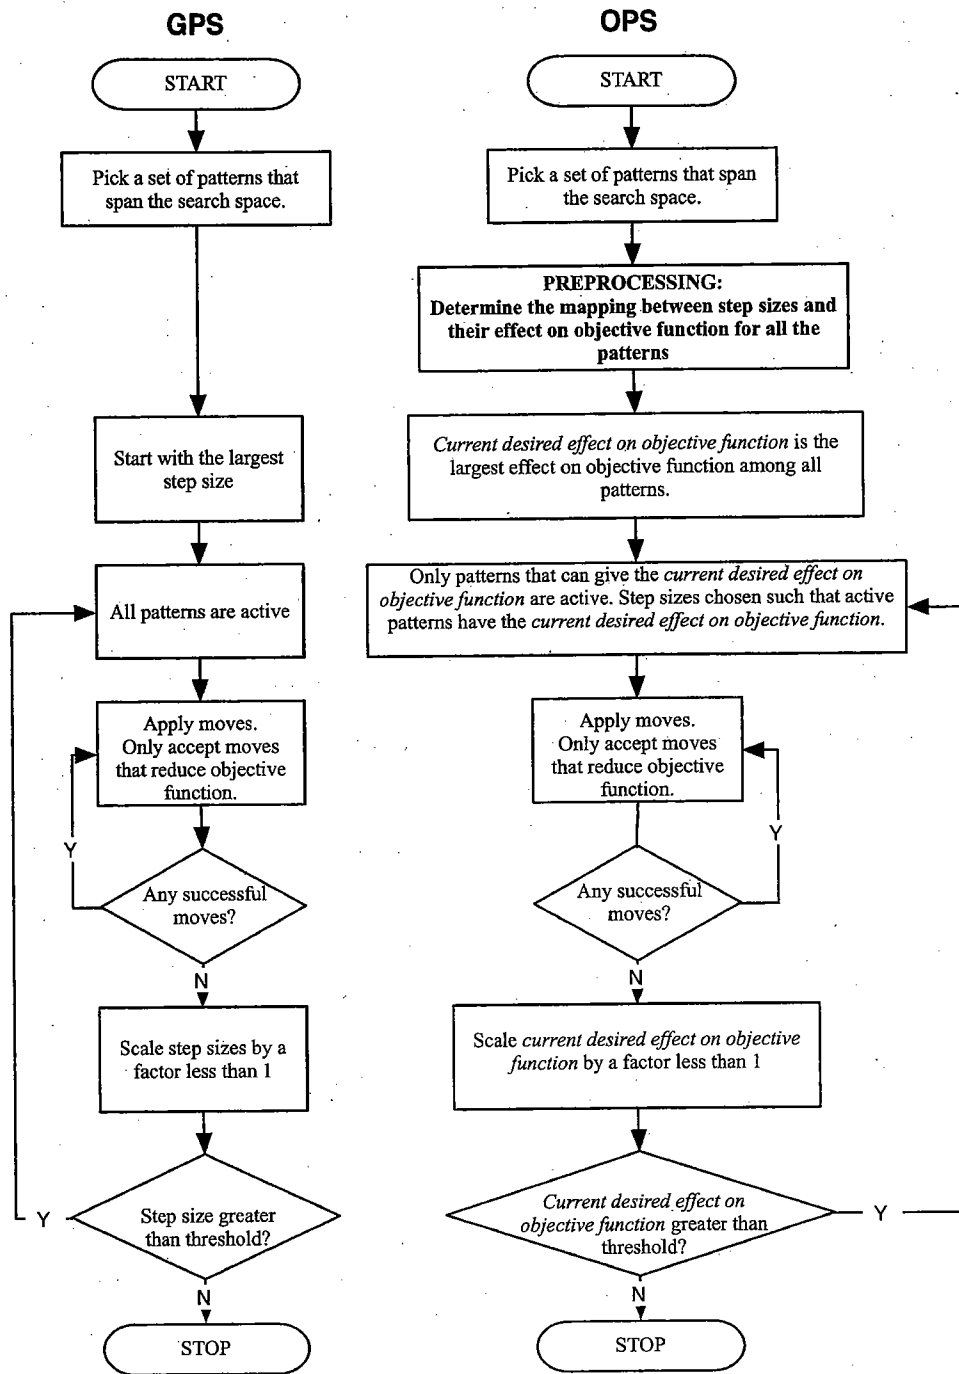 GPS
START
Pick a set of patterns that
span the search space.
Start with the largest
step size
All patterns are active
Apply moves.
Only accept moves
that reduce objective
function.
Y
Any successful
moves?
N
Scale step sizes by a
factor less than 1
Y
Step size greater
than threshold?
N
STOP
OPS
START
Pick a set of patterns that span
the search space.
PREPROCESSING:
Determine the mapping between step sizes and
their effect on objective function for all the
patterns
Current desired effect on objective function is the
largest effect on objective function among all
patterns.
Only patterns that can give the current desired effect on
objective function are active. Step sizes chosen such that active
patterns have the current desired effect on objective function.
Apply moves.
Only accept moves
that reduce objective
function.
Y
Any successful
moves?
N
Scale current desired effect on objective
function by a factor less than 1
Current desired effect on
objective function greater than
threshold?
Y
N
STOP